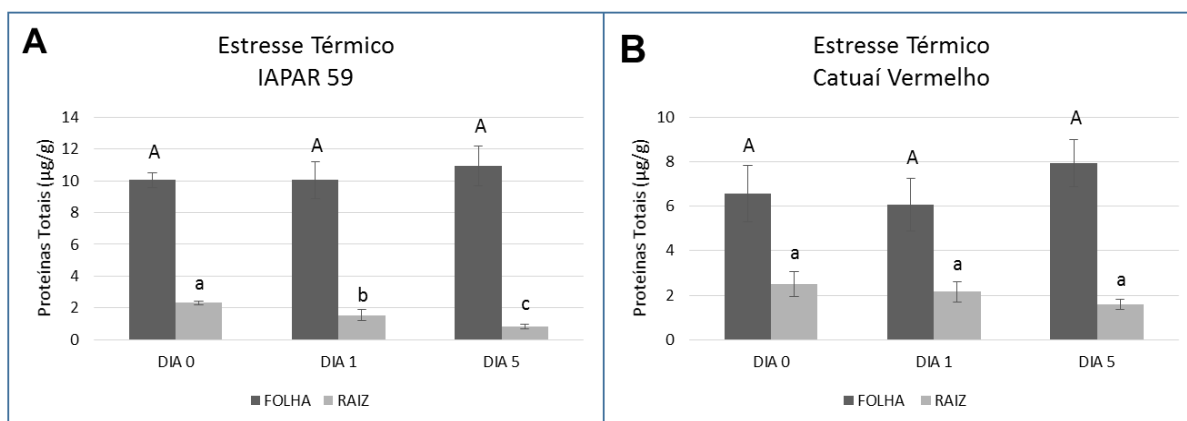 A
Estresse Térmico
IAPAR 59
Proteínas Totais (µg/g)
14
12
10
8
6
4
2
0
A
A
A
a
b
c
DIA 0
DIA 1
DIA 5
FOLHA
RAIZ
B
Estresse Térmico
Catuaí Vermelho
Proteínas Totais (µg/g)
10
8
6
4
2
0
A
A
A
a
a
a
DIA 0
DIA 1
DIA 5
FOLHA
RAIZ